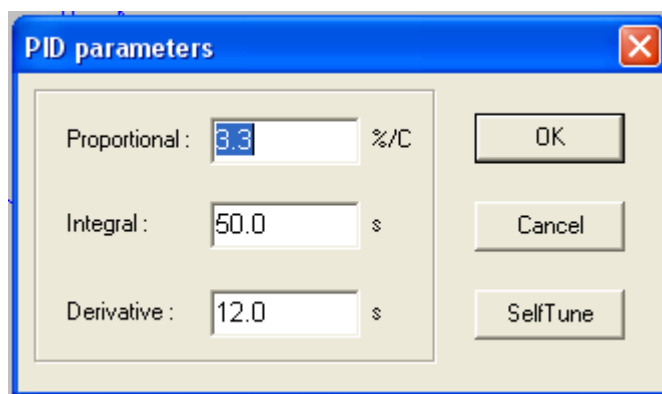 PID parameters
Proportional : 3.3 %/C OK
Integral : 50.0 s Cancel
Derivative : 12.0 s SelfTune